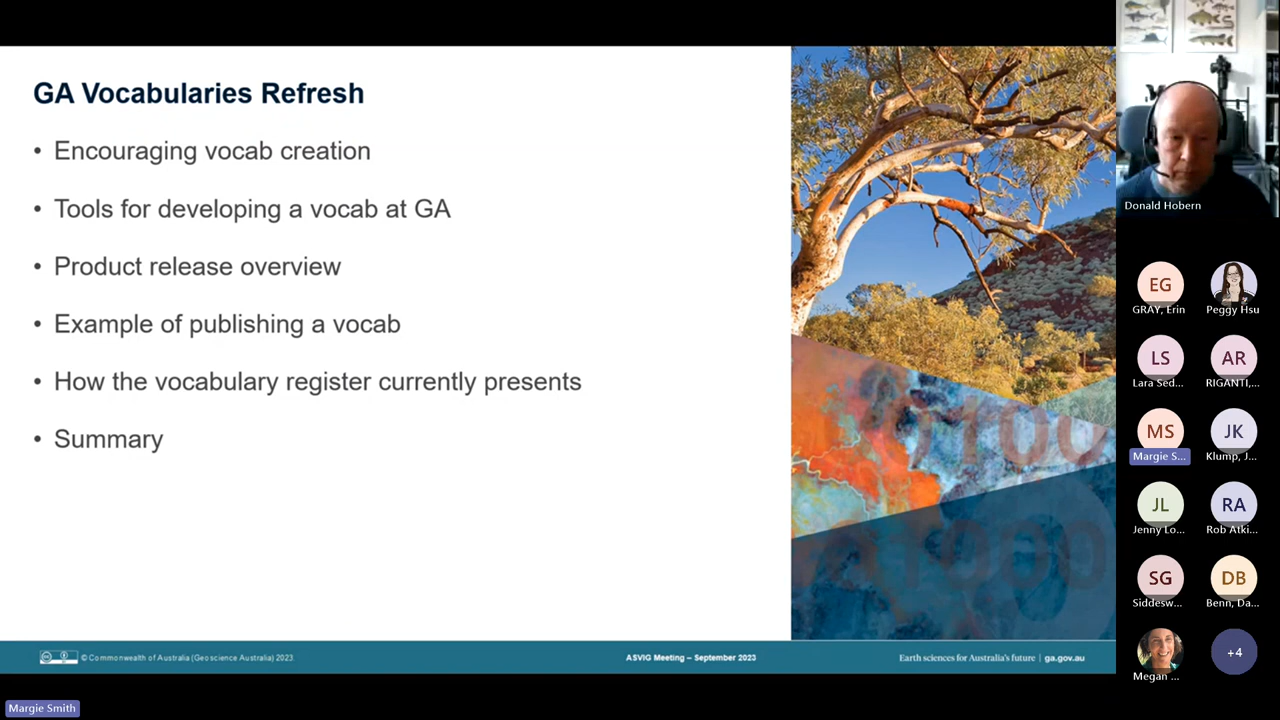 GA Vocabularies Refresh
• Encouraging vocab creation
• Tools for developing a vocab at GA
• Product release overview
• Example of publishing a vocab
• How the vocabulary register currently presents
• Summary
© Commonwealth of Australia (Geoscience Australia) 2023
ASVIG Meeting – September 2023
Earth sciences for Australia's future | ga.gov.au
Margie Smith
Donald Hobern
EG
GRAY, Erin
Peggy Hsu
LS
Lara Sed...
AR
RIGANTI,...
MS
Margie S...
JK
Klump, J...
JL
Jenny Lo...
RA
Rob Atki...
SG
Siddesw...
DB
Benn, Da...
Megan ...
+4